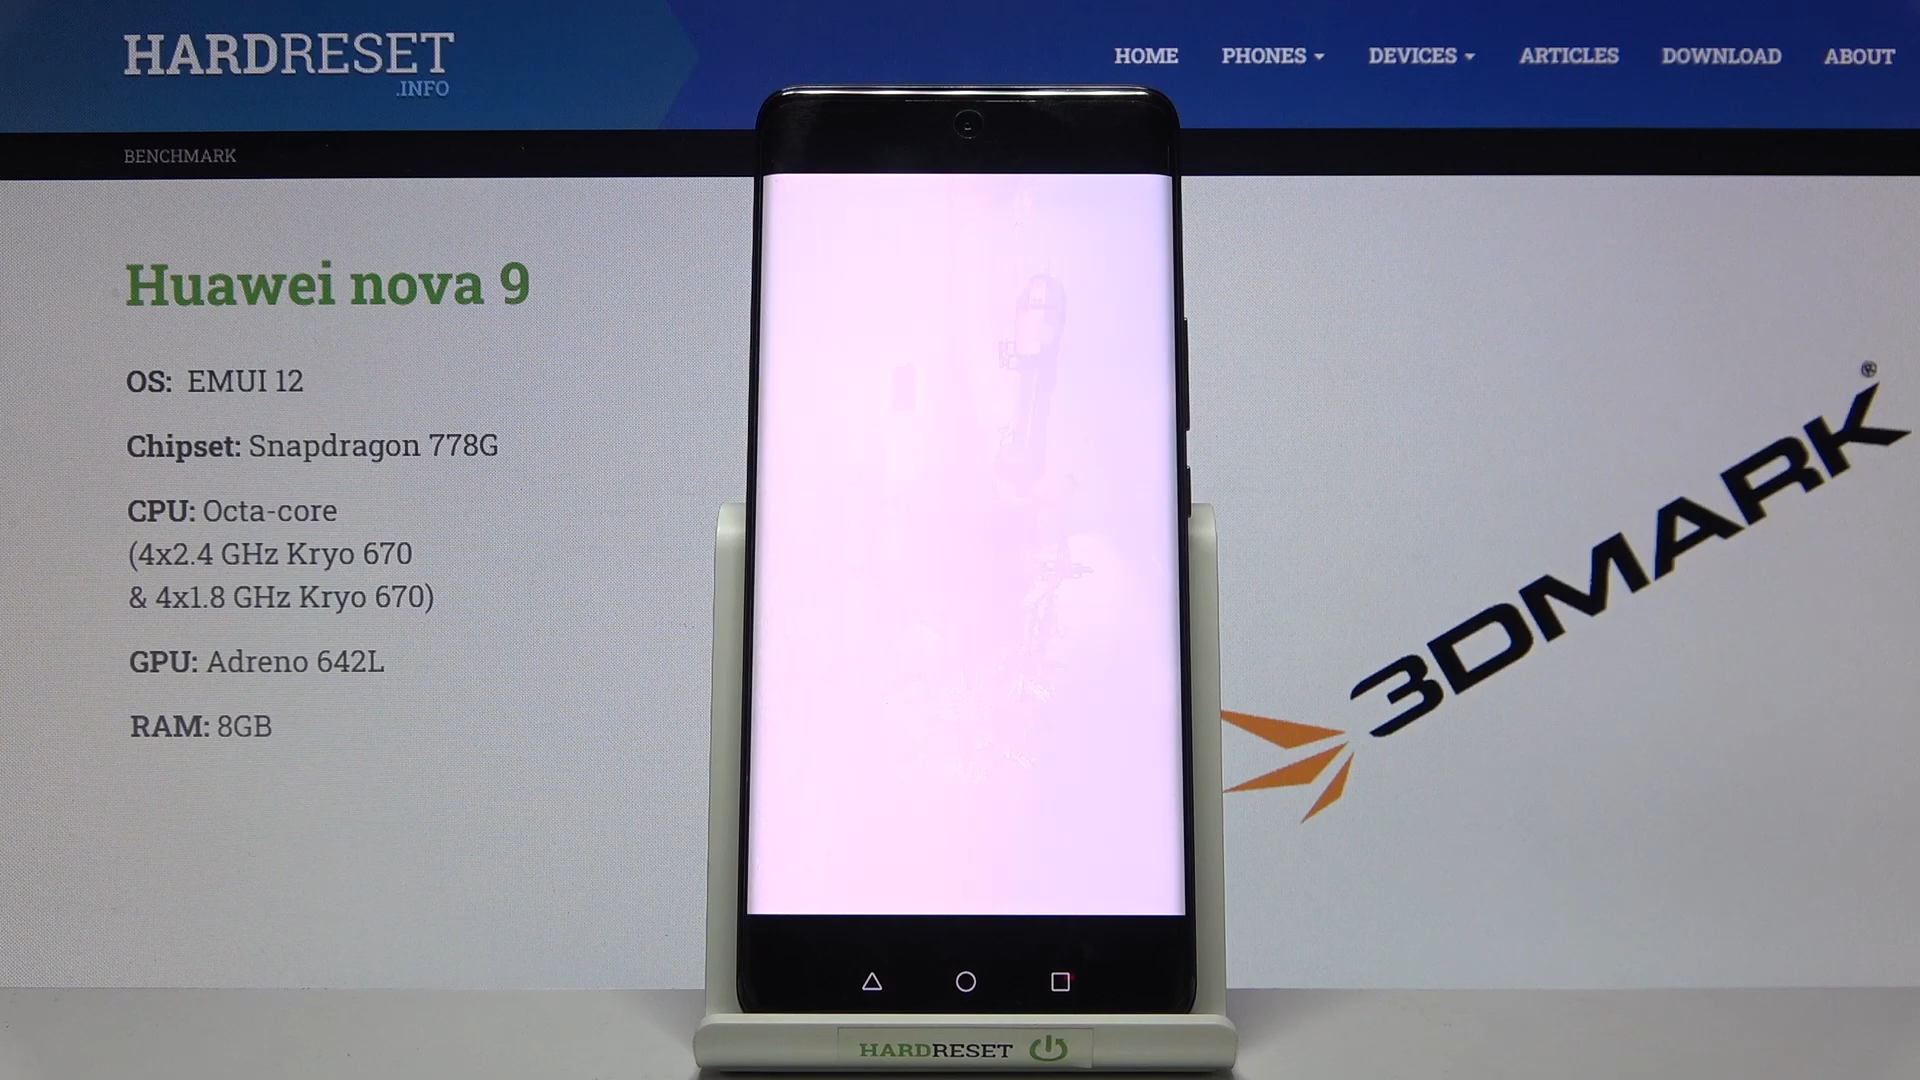 HARDRESET
.INFO
HOME PHONES DEVICES ARTICLES DOWNLOAD ABOUT
BENCHMARK
Huawei nova 9
OS: EMUI 12
Chipset: Snapdragon 778G
CPU: Octa-core
(4x2.4 GHz Kryo 670
& 4x1.8 GHz Kryo 670)
GPU: Adreno 642L
RAM: 8GB
3DMARK®
HARDRESET